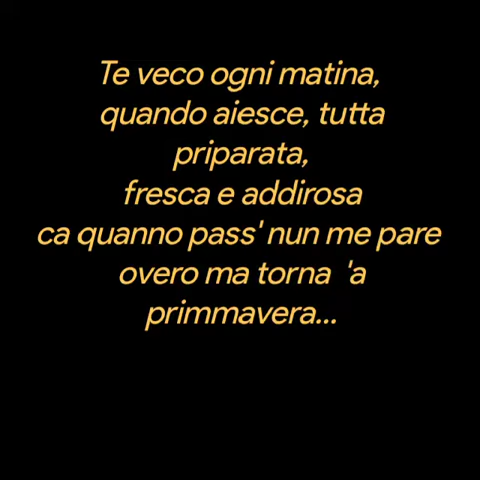 Te veco ogni matina,
quando aiesce, tutta
priparata,
fresca e addirosa
ca quanno pass' nun me pare
overo ma torna 'a
primmavera...